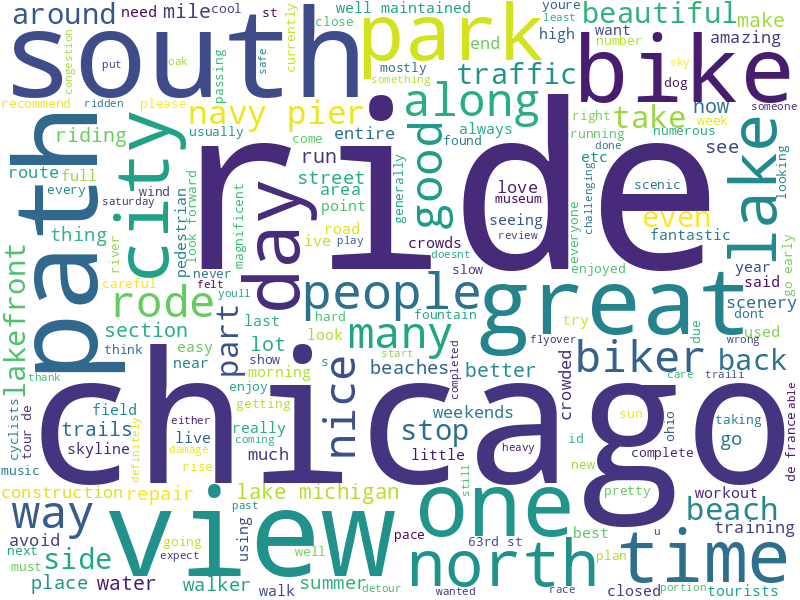 around
need
mile
cool
st
close
well maintained
youre
least
beautiful
make
south
park
bike
end
high
want
number
amazing
congestion
put
oak
passing
currently
mostly
something
safe
traffic
sky
dog
someone
recommend
ridden
please
navy pier
along
take
now
week
path
city
riding
usually
come
entire
always
found
good
right
running
done
numerous
see
lake
looking
route
full
every
wind
saturday
pedestrian
look forward
run
street
area
point
generally
love
museum
seeing
review
etc
everyone
challenging
scenic
even
fantastic
ride
day
magnificent
thing
river
careful
never
felt
road
ive
play
crowds
doesnt
slow
enjoyed
year
said
go early
lakefront
rode
youll
people
great
scenery
section
last
hard
fountain
many
try
due
dont
used
part
look
easy
think
near
lot
show
s
start
flyover
wrong
biker
back
thank
enjoy
morning
nice
beaches
better
completed
crowded
care
traili
chicago
cyclists
tour de
field
trails
skyline
definitely
getting
either
live
really
coming
much
weekends
stop
little
heavy
id
new
ohio
sun
taking
go
complete
de france
able
music
damage
rise
construction
repair
lake michigan
still
pretty
workout
way
view
one
best
beach
avoid
using
past
pace
63rd st
u
plan
training
next
must
side
going
expect
well
north
time
place
water
walker
walk
summer
detour
wanted
race
closed
portion
tourists